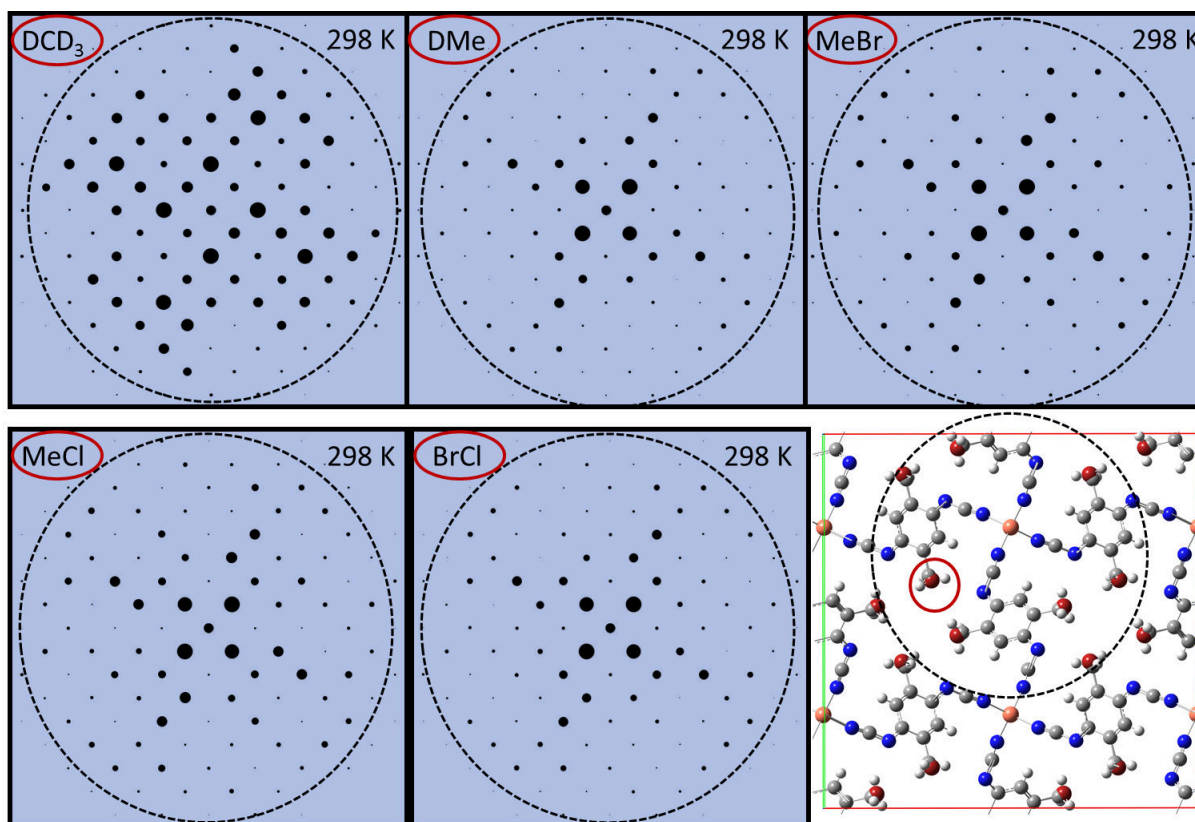 DCD₃ 298 K
DMe 298 K
MeBr 298 K
MeCl 298 K
BrCl 298 K